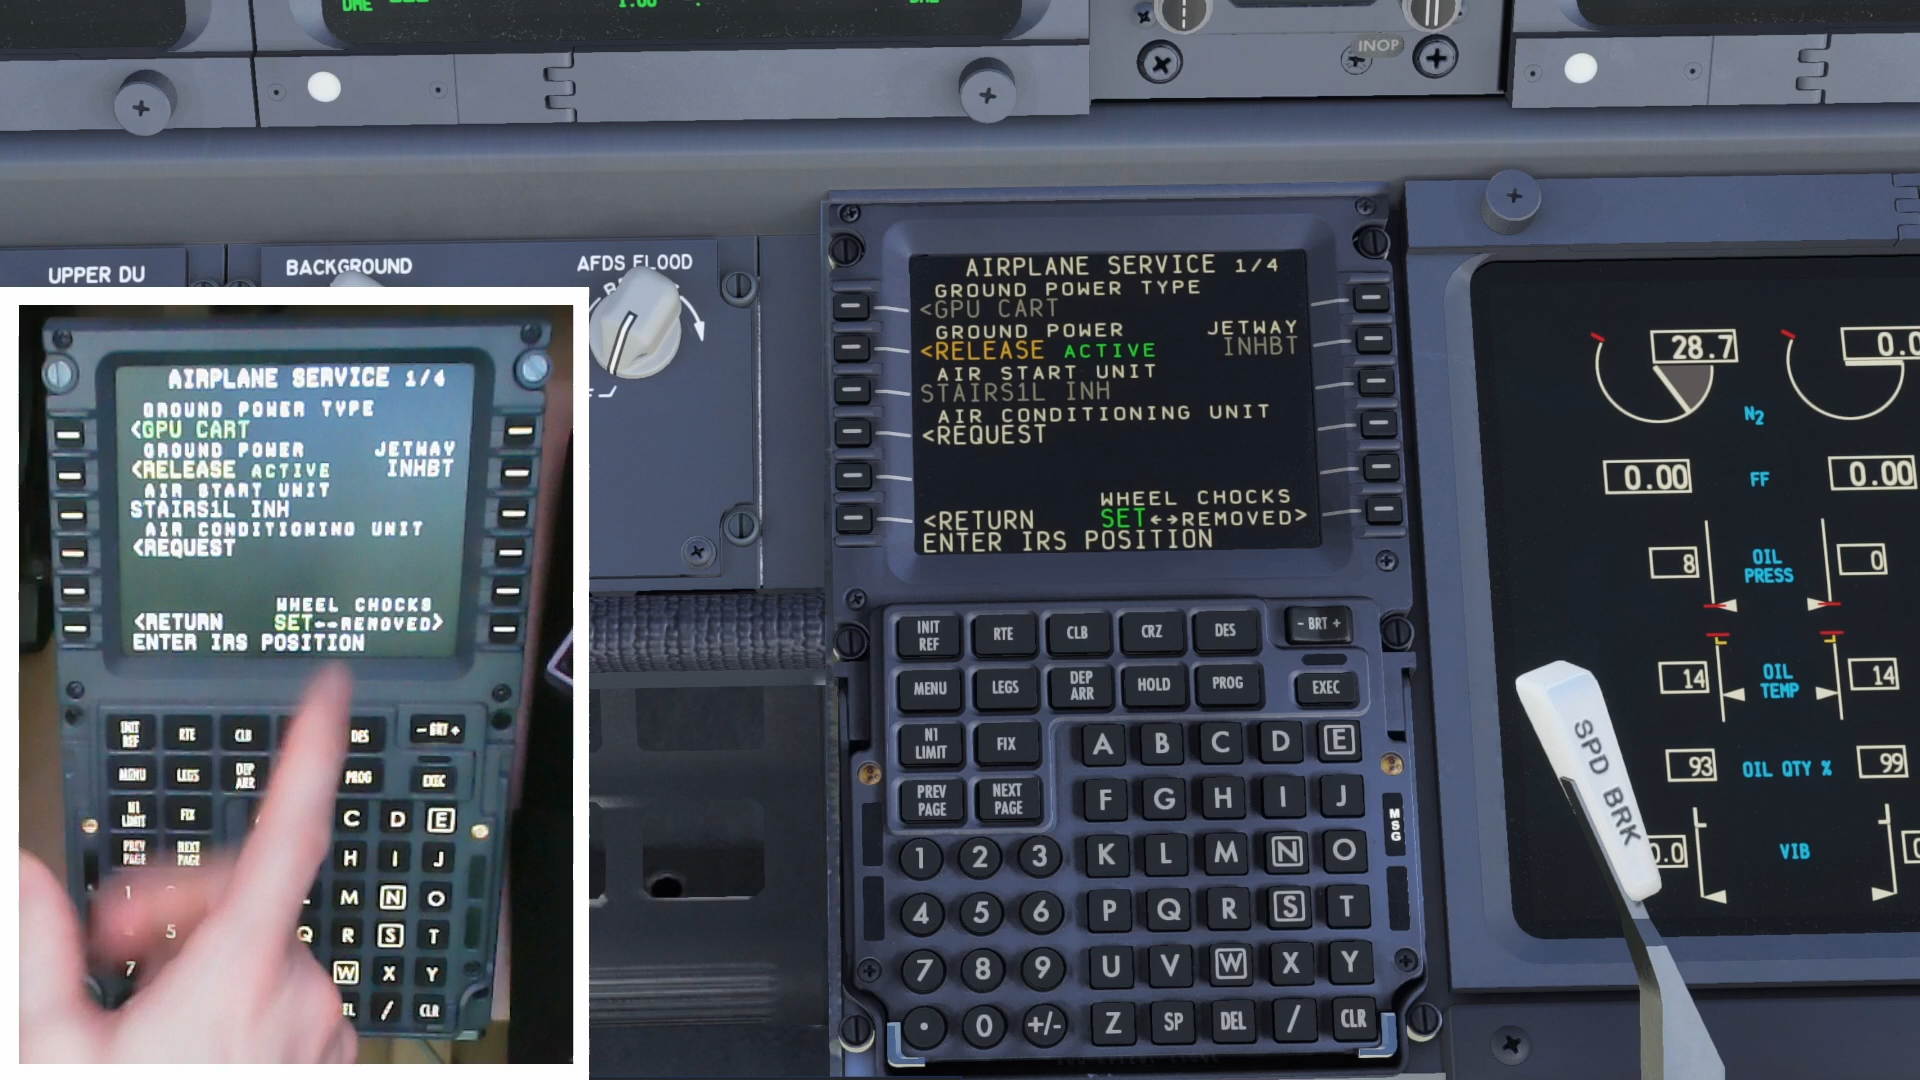 DME
INOP
UPPER DU
BACKGROUND
AFDS FLOOD
AIRPLANE SERVICE 1/4
GROUND POWER TYPE
<GPU CART
GROUND POWER JETWAY
<RELEASE ACTIVE INHBT
AIR START UNIT
STAIRS1L INH
AIR CONDITIONING UNIT
<REQUEST
WHEEL CHOCKS
<RETURN SET←→REMOVED>
ENTER IRS POSITION
INIT REF RTE CLB CRZ DES - BRT +
MENU LEGS DEP ARR HOLD PROG EXEC
N1 LIMIT FIX
PREV PAGE NEXT PAGE
A B C D E
F G H I J
1 2 3 K L M N O
4 5 6 P Q R S T
7 8 9 U V W X Y
. 0 +/- Z SP DEL / CLR
MSG
28.7 0.0
N2
0.00 FF 0.00
8 OIL PRESS 0
14 OIL TEMP 14
93 OIL QTY % 99
0.0 VIB
SPD BRK
AIRPLANE SERVICE 1/4
GROUND POWER TYPE
<GPU CART
GROUND POWER JETWAY
<RELEASE ACTIVE INHBT
AIR START UNIT
STAIRS1L INH
AIR CONDITIONING UNIT
<REQUEST
WHEEL CHOCKS
<RETURN SET←→REMOVED>
ENTER IRS POSITION
INIT REF RTE CLB DES - BRT +
MENU LEGS DEP ARR PROG EXEC
N1 LIMIT FIX
PREV PAGE NEXT PAGE
C D E
H I J
1 M N O
5 Q R S T
7 W X Y
/ CLR